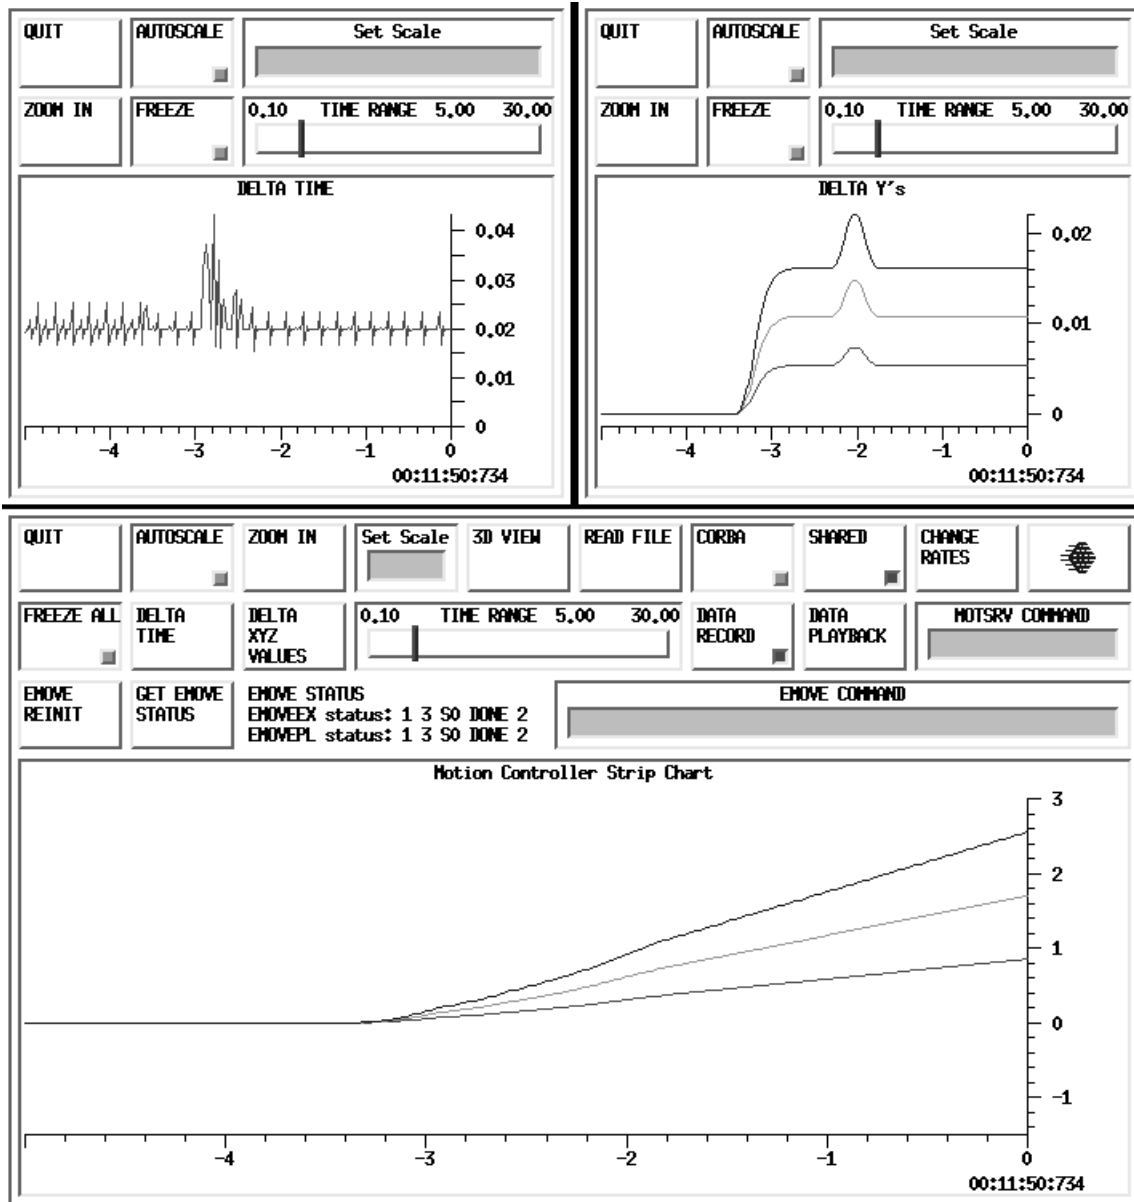 QUIT
AUTOSCALE
Set Scale
ZOOM IN
FREEZE
0.10 TIME RANGE 5.00 30.00
DELTA TIME
0.04
0.03
0.02
0.01
0
-4 -3 -2 -1 0
00:11:50:734
QUIT
AUTOSCALE
Set Scale
ZOOM IN
FREEZE
0.10 TIME RANGE 5.00 30.00
DELTA Y's
0.02
0.01
0
-4 -3 -2 -1 0
00:11:50:734
QUIT
AUTOSCALE
ZOOM IN
Set Scale
3D VIEW
READ FILE
CORBA
SHARED
CHANGE
RATES
FREEZE ALL
DELTA
TIME
DELTA
XYZ
VALUES
0.10 TIME RANGE 5.00 30.00
DATA
RECORD
DATA
PLAYBACK
MOTSRV COMMAND
EMOVE
REINIT
GET EMOVE
STATUS
EMOVE STATUS
EMOVEEX status: 1 3 SO DONE 2
EMOVEPL status: 1 3 SO DONE 2
EMOVE COMMAND
Motion Controller Strip Chart
3
2
1
0
-1
-4 -3 -2 -1 0
00:11:50:734